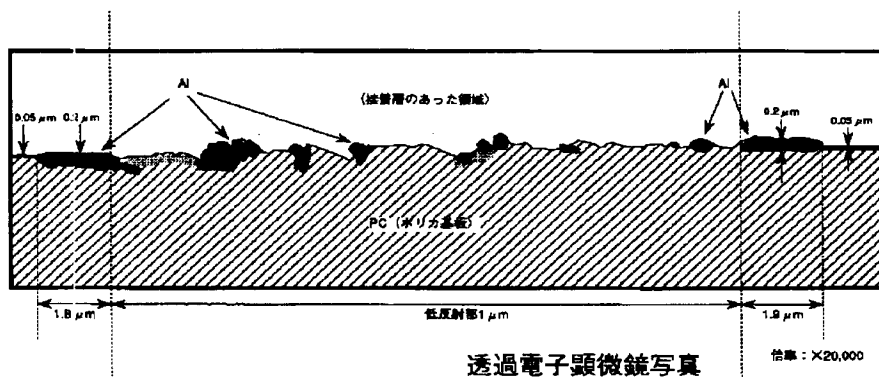 Al
Al
(接着層のあった領域)
0.05 μm
0.2 μm
0.2 μm
0.05 μm
PC (ポリカ基板)
1.8 μm
低反射部1 μm
1.9 μm
透過電子顕微鏡写真
倍率：×20,000